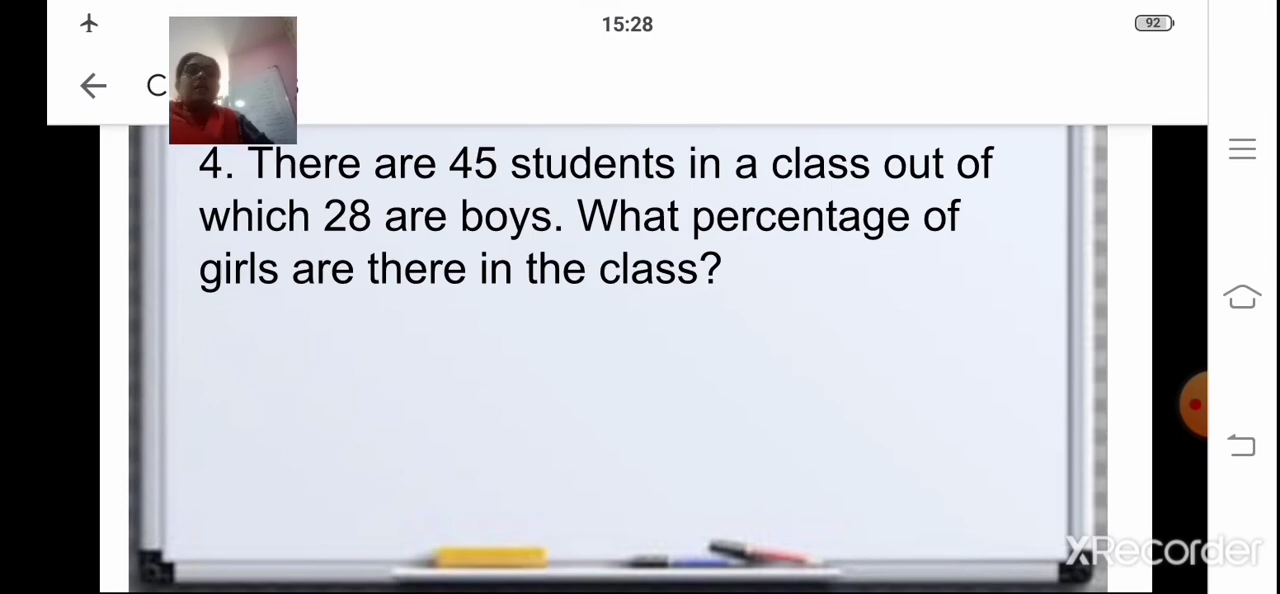 15:28
92
C
4. There are 45 students in a class out of
which 28 are boys. What percentage of
girls are there in the class?
XRecorder